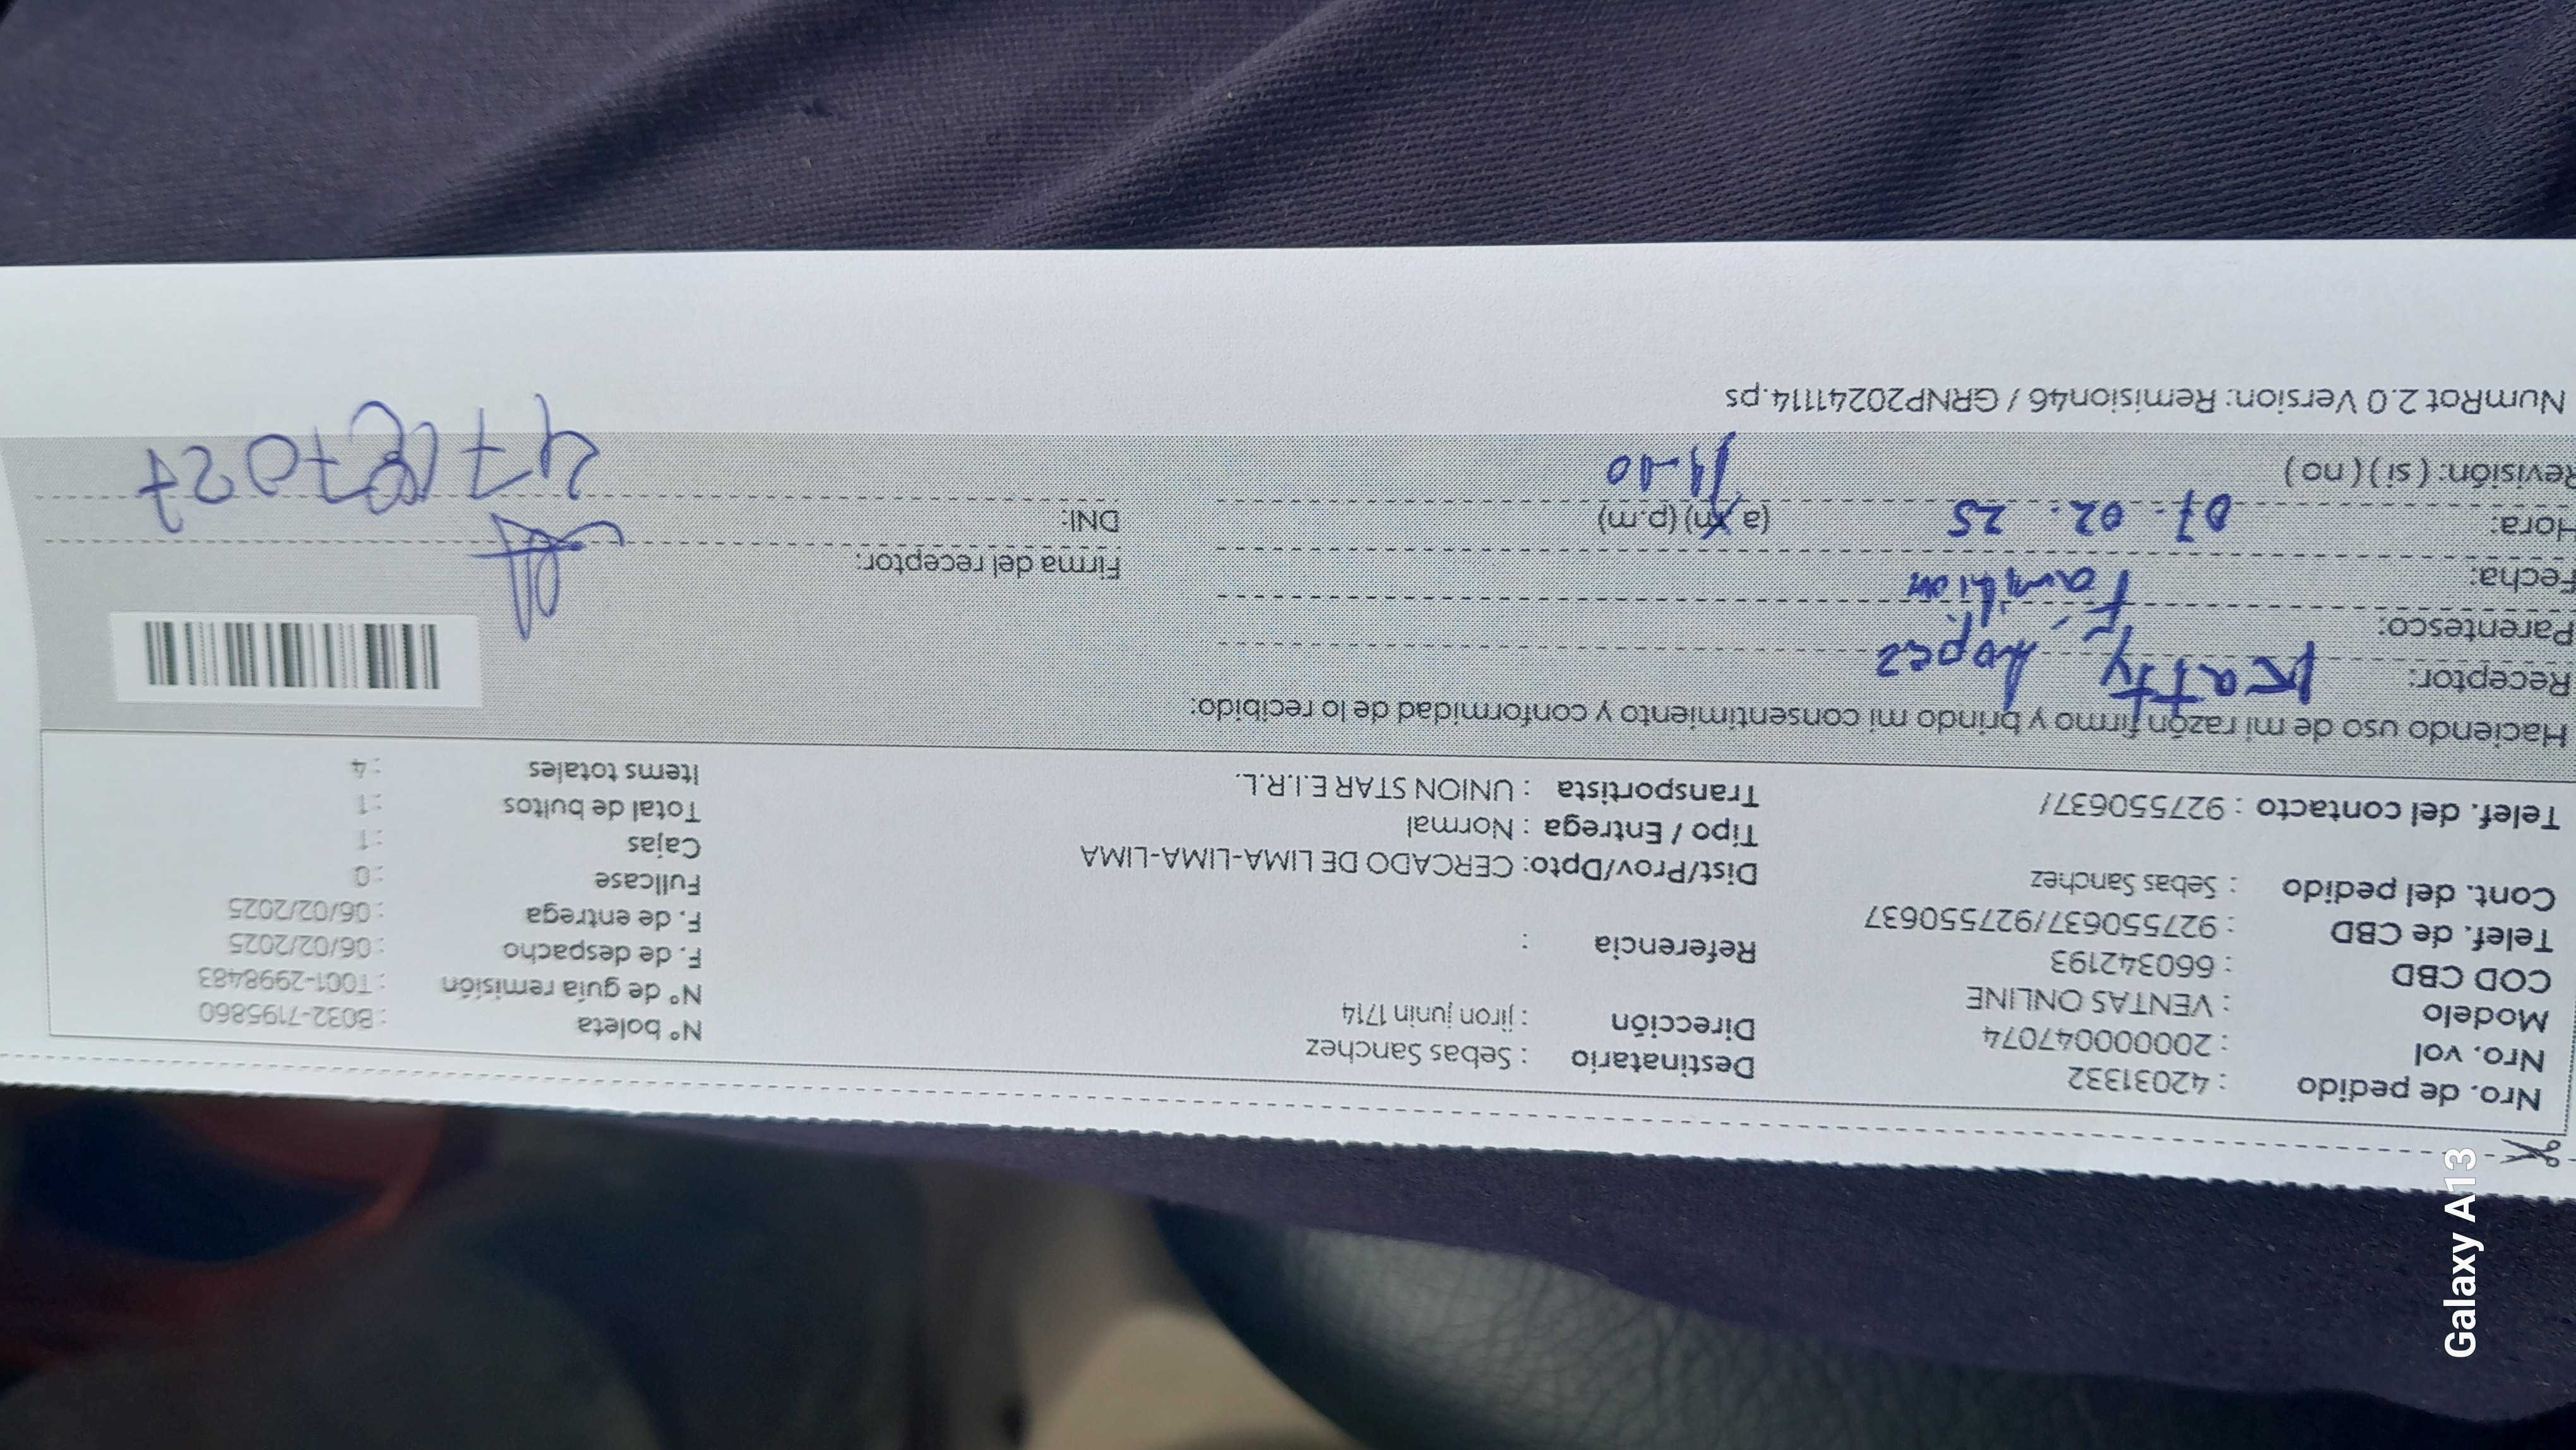 Nro. de pedido : 42031332 Destinatario : Sebas Sanchez N° boleta : B032-7195860
Nro. vol : 20000047074 Dirección : jiron junin 1714 N° de guía remisión : T001-2998483
Modelo : VENTAS ONLINE F. de despacho : 06/02/2025
COD CBD : 660342193 Referencia : F. de entrega : 06/02/2025
Telef. de CBD : 927550637/927550637 Dist/Prov/Dpto: CERCADO DE LIMA-LIMA-LIMA Fullcase : 0
Cont. del pedido : Sebas Sanchez Tipo / Entrega : Normal Cajas : 1
Telef. del contacto : 927550637/ Transportista : UNION STAR E.I.R.L. Total de bultos : 1
Items totales : 4
Haciendo uso de mi razón firmo y brindo mi consentimiento y conformidad de lo recibido:
Receptor: Katty López
Parentesco:
Fecha: 07. 02. 25 Firma del receptor:
Hora: (a.m) (p.m) DNI:
Revisión: ( si ) ( no ) 11-10
NumRot 2.0 Version: Remision46 / GRNP20241114.ps
Galaxy A13